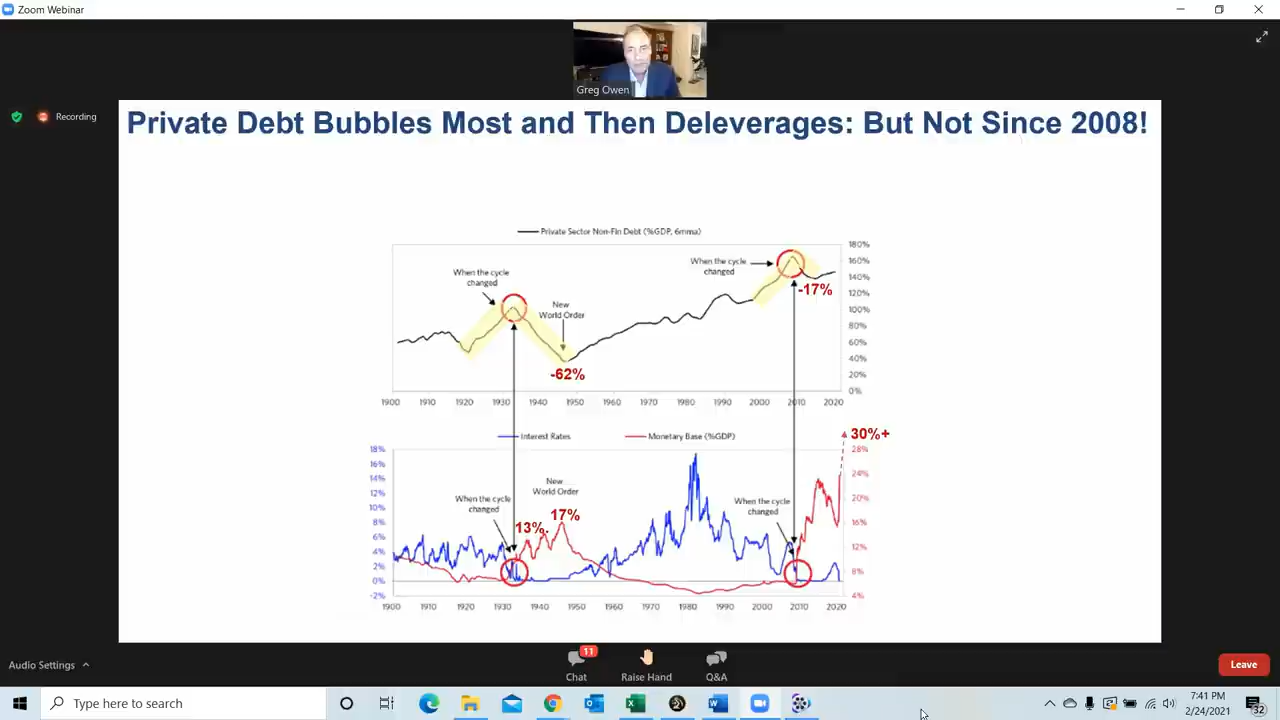 Zoom Webinar
Greg Owen
Recording
Private Debt Bubbles Most and Then Deleverages: But Not Since 2008!
Private Sector Non-Fin Debt (%GDP, 6mma)
180%
160%
140%
120%
100%
80%
60%
40%
20%
0%
When the cycle
changed
When the cycle
changed
-17%
New
World Order
-62%
1900 1910 1920 1930 1940 1950 1960 1970 1980 1990 2000 2010 2020
Interest Rates Monetary Base (%GDP)
30%+
18%
16%
14%
12%
10%
8%
6%
4%
2%
0%
-2%
28%
24%
20%
16%
12%
8%
4%
New
World Order
When the cycle
changed
13%.
17%
When the cycle
changed
1900 1910 1920 1930 1940 1950 1960 1970 1980 1990 2000 2010 2020
Audio Settings
11
Chat
Raise Hand
Q&A
Leave
Type here to search
7:41 PM
2/24/2021
32